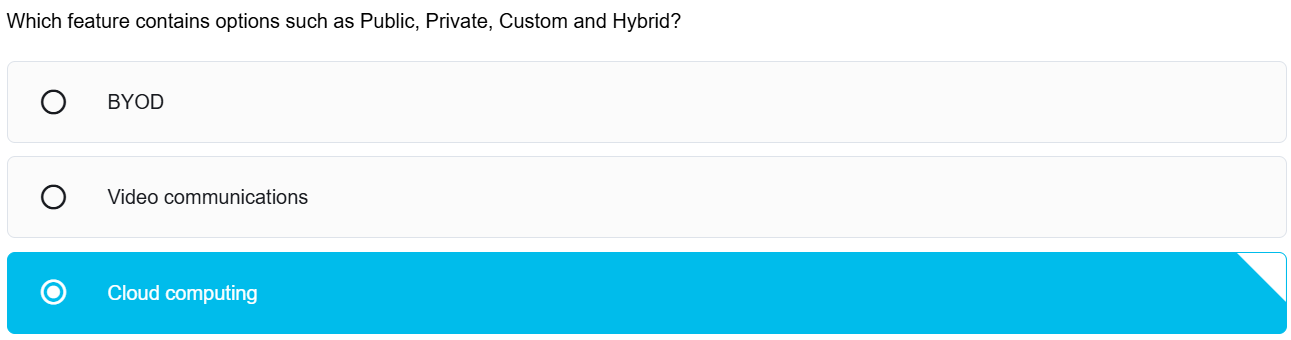 Which feature contains options such as Public, Private, Custom and Hybrid?
BYOD
Video communications
Cloud computing